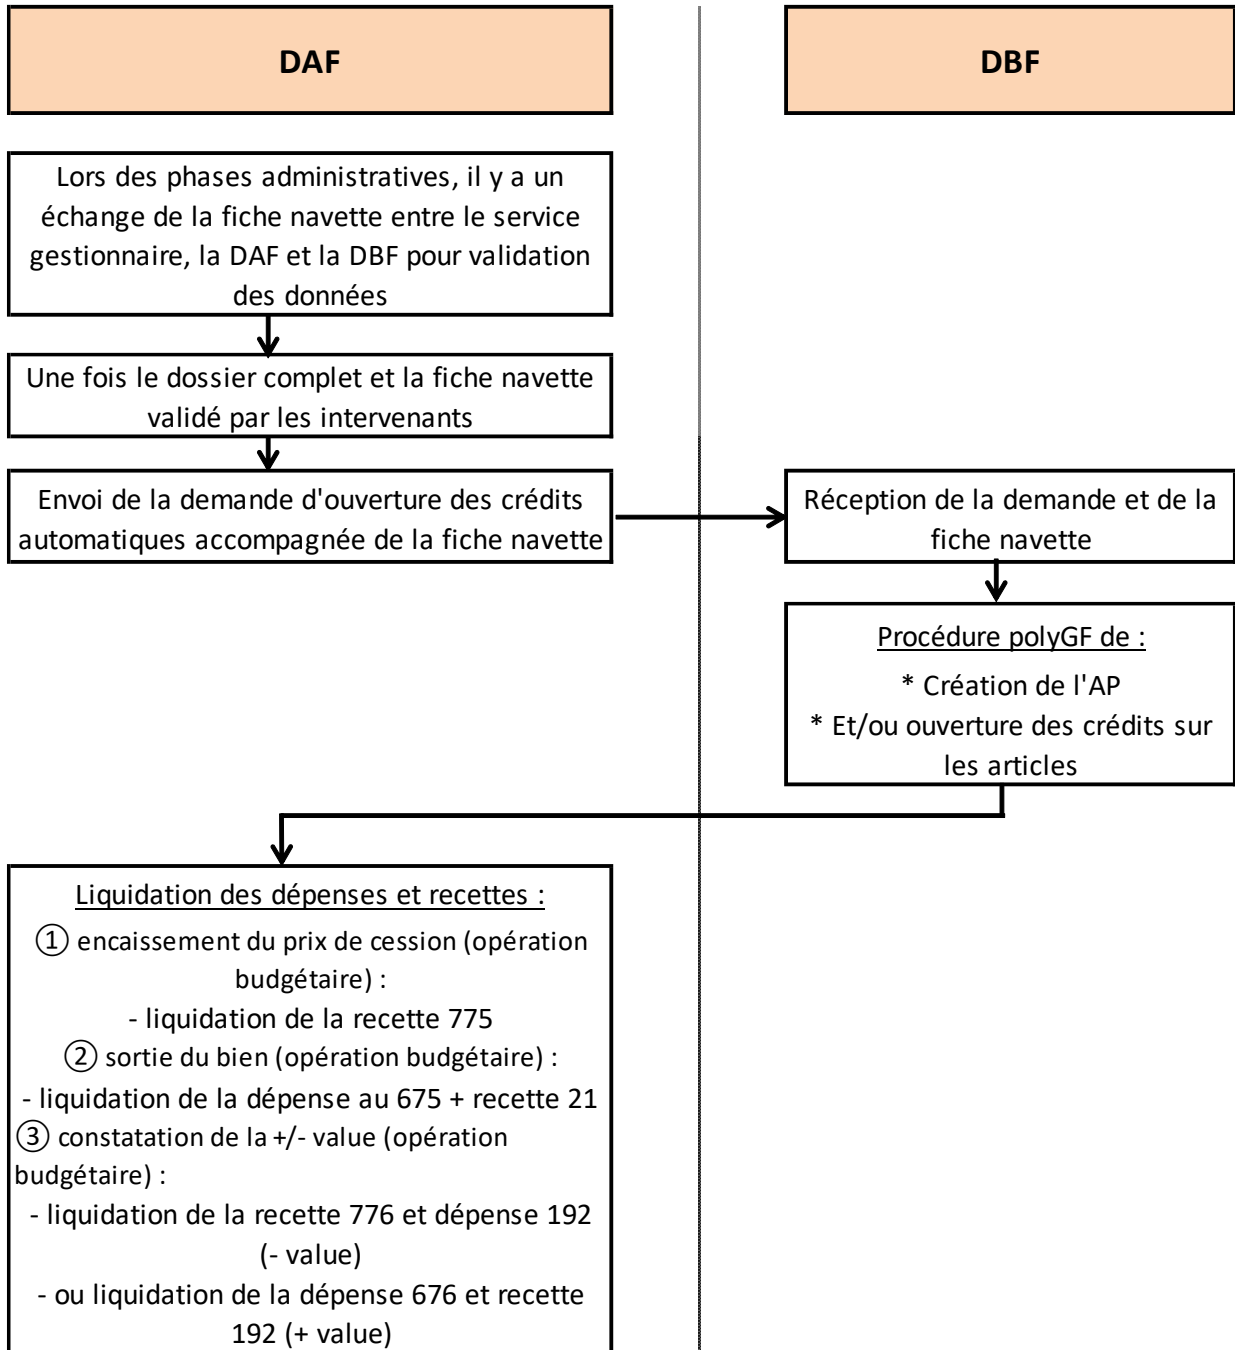 DAF
DBF
Lors des phases administratives, il y a un
échange de la fiche navette entre le service
gestionnaire, la DAF et la DBF pour validation
des données
Une fois le dossier complet et la fiche navette
validé par les intervenants
Envoi de la demande d'ouverture des crédits
automatiques accompagnée de la fiche navette
Réception de la demande et de la
fiche navette
Procédure polyGF de :
* Création de l'AP
* Et/ou ouverture des crédits sur
les articles
Liquidation des dépenses et recettes :
① encaissement du prix de cession (opération
budgétaire) :
- liquidation de la recette 775
② sortie du bien (opération budgétaire) :
- liquidation de la dépense au 675 + recette 21
③ constatation de la +/- value (opération
budgétaire) :
- liquidation de la recette 776 et dépense 192
(- value)
- ou liquidation de la dépense 676 et recette
192 (+ value)